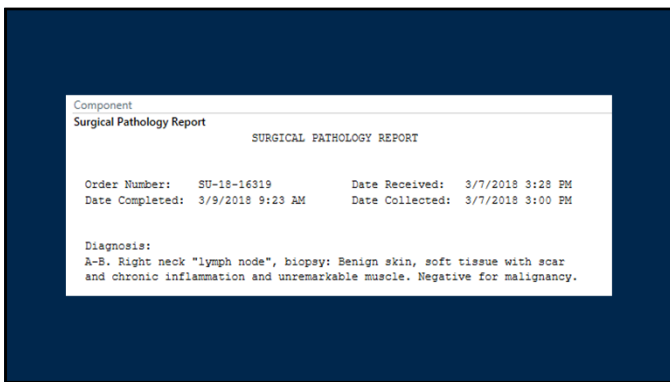 Component
Surgical Pathology Report
SURGICAL PATHOLOGY REPORT
Order Number: SU-18-16319 Date Received: 3/7/2018 3:28 PM
Date Completed: 3/9/2018 9:23 AM Date Collected: 3/7/2018 3:00 PM
Diagnosis:
A-B. Right neck "lymph node", biopsy: Benign skin, soft tissue with scar
and chronic inflammation and unremarkable muscle. Negative for malignancy.